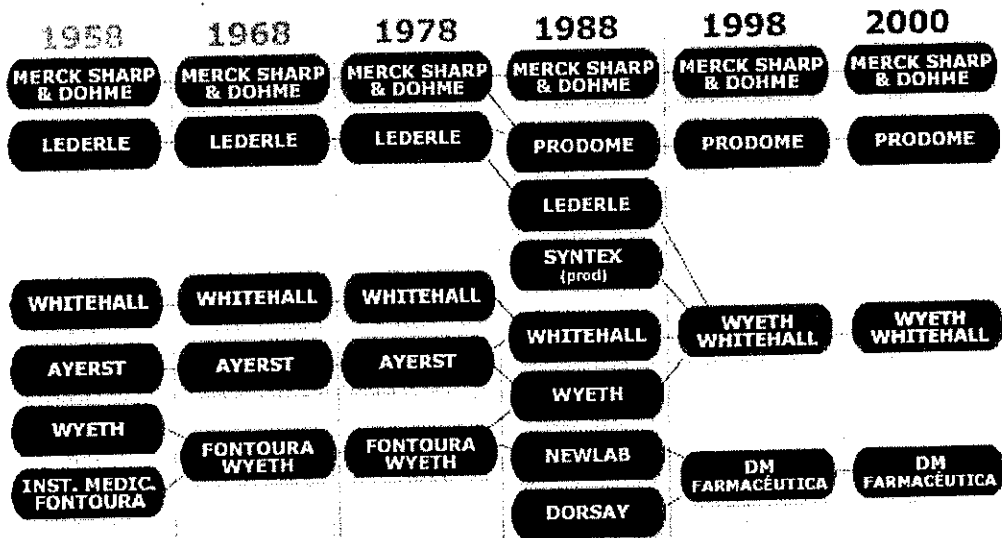 1958 1968 1978 1988 1998 2000
MERCK SHARP & DOHME
MERCK SHARP & DOHME
MERCK SHARP & DOHME
MERCK SHARP & DOHME
MERCK SHARP & DOHME
MERCK SHARP & DOHME
LEDERLE
LEDERLE
LEDERLE
PRODOME
PRODOME
PRODOME
LEDERLE
SYNTEX
(prod)
WHITEHALL
WHITEHALL
WHITEHALL
WHITEHALL
WYETH
WHITEHALL
WYETH
WHITEHALL
AYERST
AYERST
AYERST
WYETH
WYETH
FONTOURA
WYETH
FONTOURA
WYETH
NEWLAB
DM
FARMACÉUTICA
DM
FARMACÉUTICA
INST. MEDIC.
FONTOURA
DORSAY